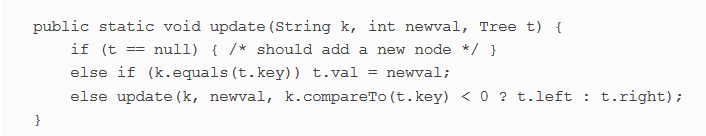 public static void update(String k, int newval, Tree t) {
    if (t == null) { /* should add a new node */ }
    else if (k.equals(t.key)) t.val = newval;
    else update(k, newval, k.compareTo(t.key) < 0 ? t.left : t.right);
}